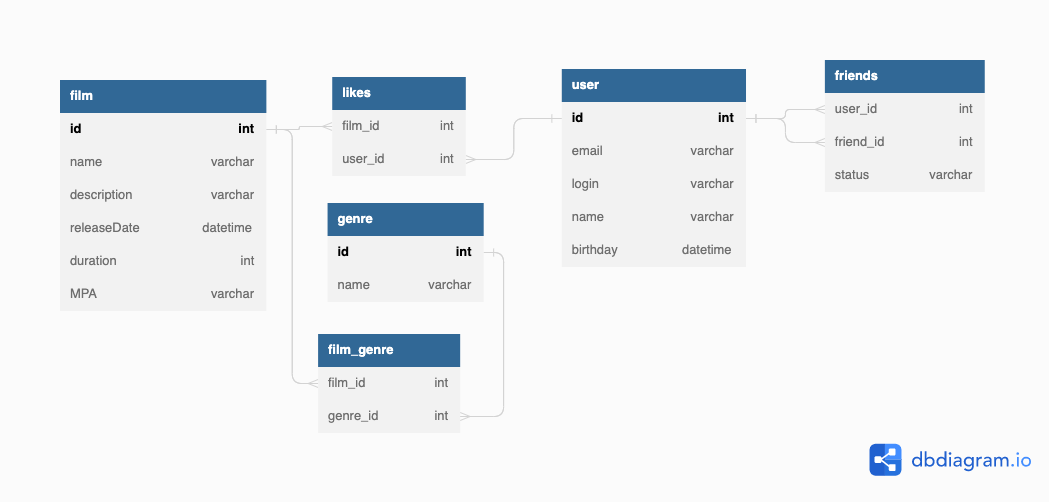 film
id int
name varchar
description varchar
releaseDate datetime
duration int
MPA varchar
likes
film_id int
user_id int
genre
id int
name varchar
film_genre
film_id int
genre_id int
user
id int
email varchar
login varchar
name varchar
birthday datetime
friends
user_id int
friend_id int
status varchar
dbdiagram.io